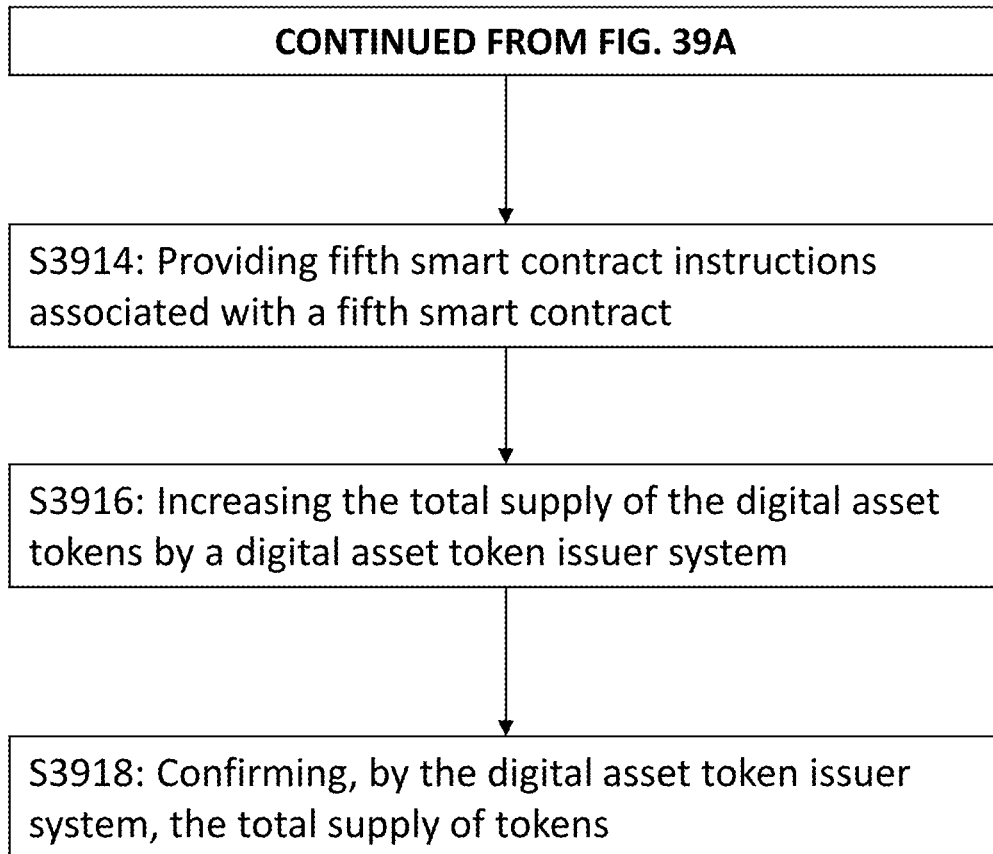 CONTINUED FROM FIG. 39A
S3914: Providing fifth smart contract instructions
associated with a fifth smart contract
S3916: Increasing the total supply of the digital asset
tokens by a digital asset token issuer system
S3918: Confirming, by the digital asset token issuer
system, the total supply of tokens